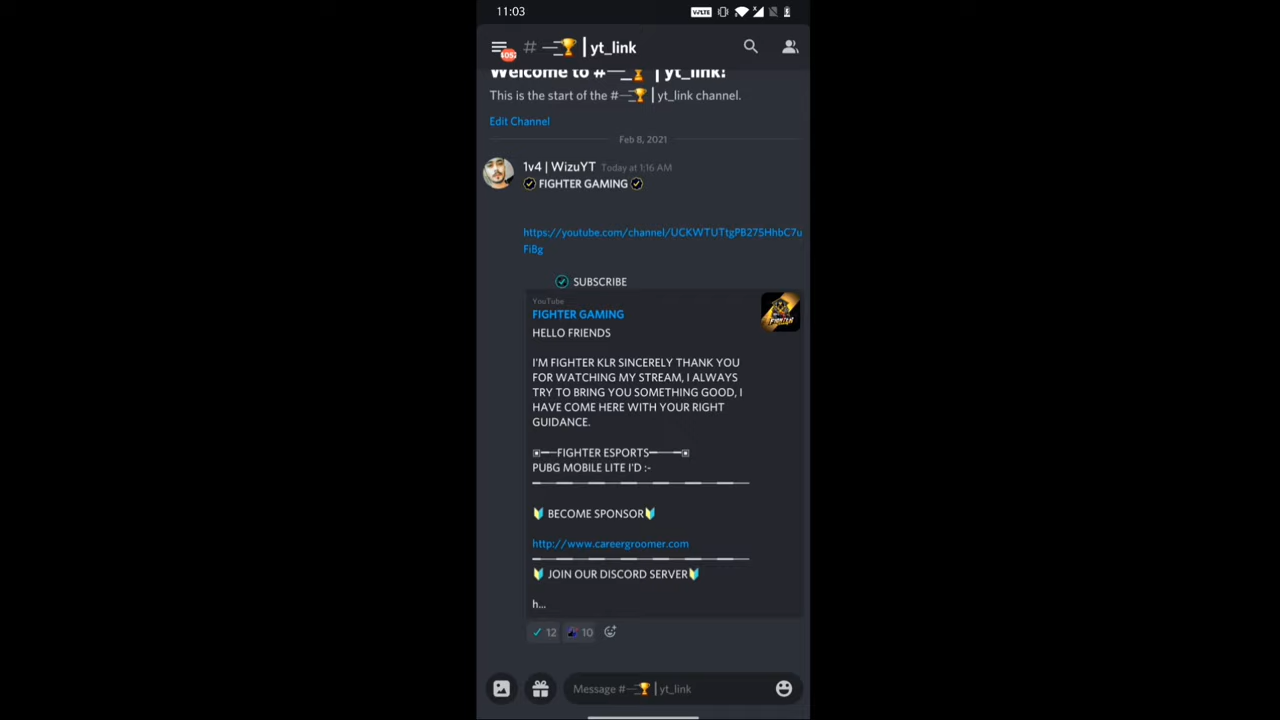 11:03
VoLTE
# —͟͞͞🏆 | yt_link
Welcome to #—͟͞͞🏆 | yt_link!
This is the start of the #—͟͞͞🏆 | yt_link channel.
Edit Channel
Feb 8, 2021
1v4 | WizuYT Today at 1:16 AM
FIGHTER GAMING
https://youtube.com/channel/UCKWTUTtgPB275HhbC7u
FiBg
SUBSCRIBE
YouTube
FIGHTER GAMING
HELLO FRIENDS
I'M FIGHTER KLR SINCERELY THANK YOU
FOR WATCHING MY STREAM, I ALWAYS
TRY TO BRING YOU SOMETHING GOOD, I
HAVE COME HERE WITH YOUR RIGHT
GUIDANCE.
▣━─FIGHTER ESPORTS━──━▣
PUBG MOBILE LITE I'D :-
🔰 BECOME SPONSOR🔰
http://www.careergroomer.com
🔰 JOIN OUR DISCORD SERVER🔰
h...
✓ 12 10
Message #—͟͞͞🏆 | yt_link